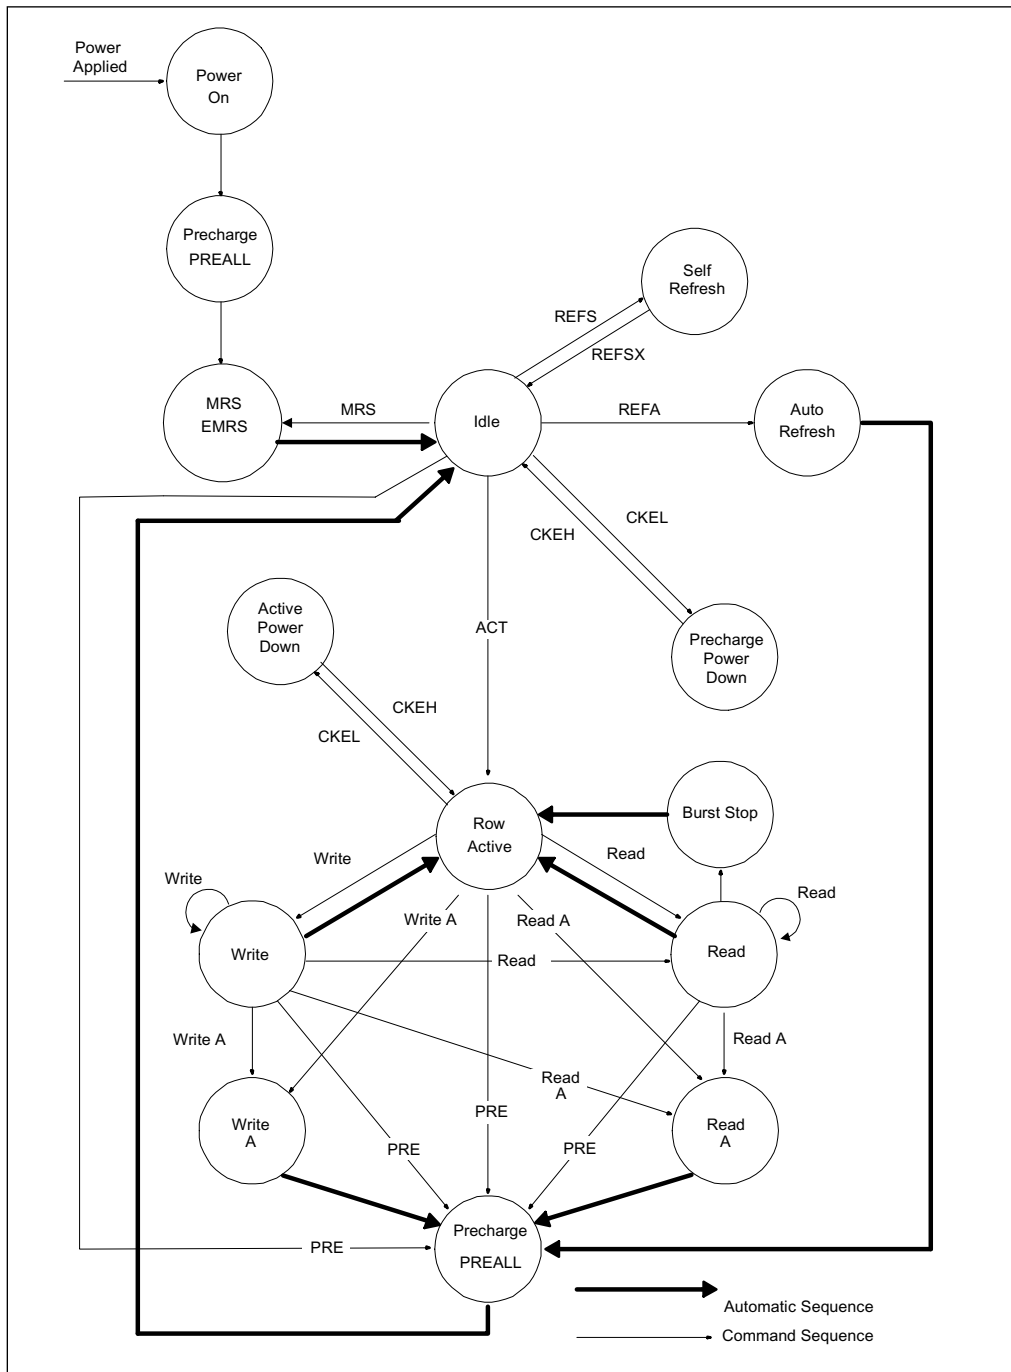 Power
Applied
Power
On
Precharge
PREALL
Self
Refresh
REFS
REFSX
MRS
EMRS
MRS
Idle
REFA
Auto
Refresh
CKEL
CKEH
Active
Power
Down
ACT
Precharge
Power
Down
CKEH
CKEL
Burst Stop
Row
Active
Write
Read
Write
Write A
Read A
Read
Write
Read
Read
Write A
Read A
Read
A
Write
A
PRE
PRE
PRE
Read
A
Precharge
PREALL
PRE
Automatic Sequence
Command Sequence